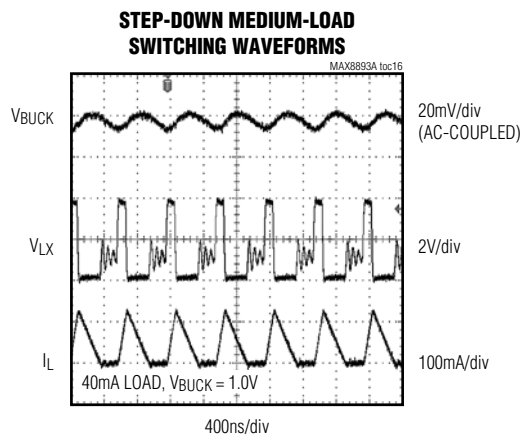 STEP-DOWN MEDIUM-LOAD
SWITCHING WAVEFORMS
MAX8893A toc16
VBUCK
20mV/div
(AC-COUPLED)
VLX
2V/div
IL
100mA/div
40mA LOAD, VBUCK = 1.0V
400ns/div